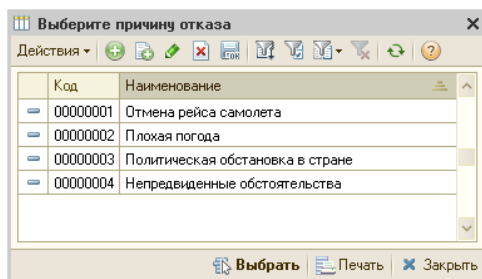 Выберите причину отказа
Действия
Код Наименование
00000001 Отмена рейса самолета
00000002 Плохая погода
00000003 Политическая обстановка в стране
00000004 Непредвиденные обстоятельства
Выбрать Печать Закрыть